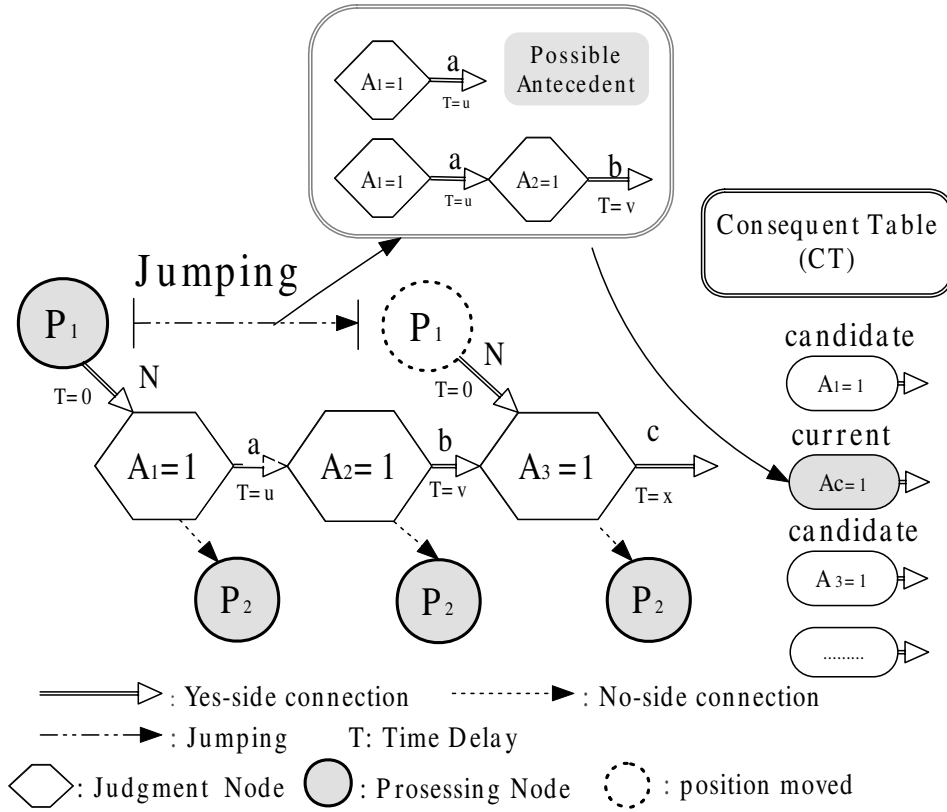 a
A1=1
T=u
Possible
Antecedent
a
b
A1=1
A2=1
T=u
T=v
Consequent Table
(CT)
Jumping
P1
P1
N
N
T=0
T=0
candidate
A1=1
a
b
c
current
A1=1
A2=1
A3=1
Ac=1
T=u
T=v
T=x
candidate
A3=1
P2
P2
P2
.........
: Yes-side connection
: No-side connection
: Jumping
T: Time Delay
: Judgment Node
: Prosessing Node
: position moved